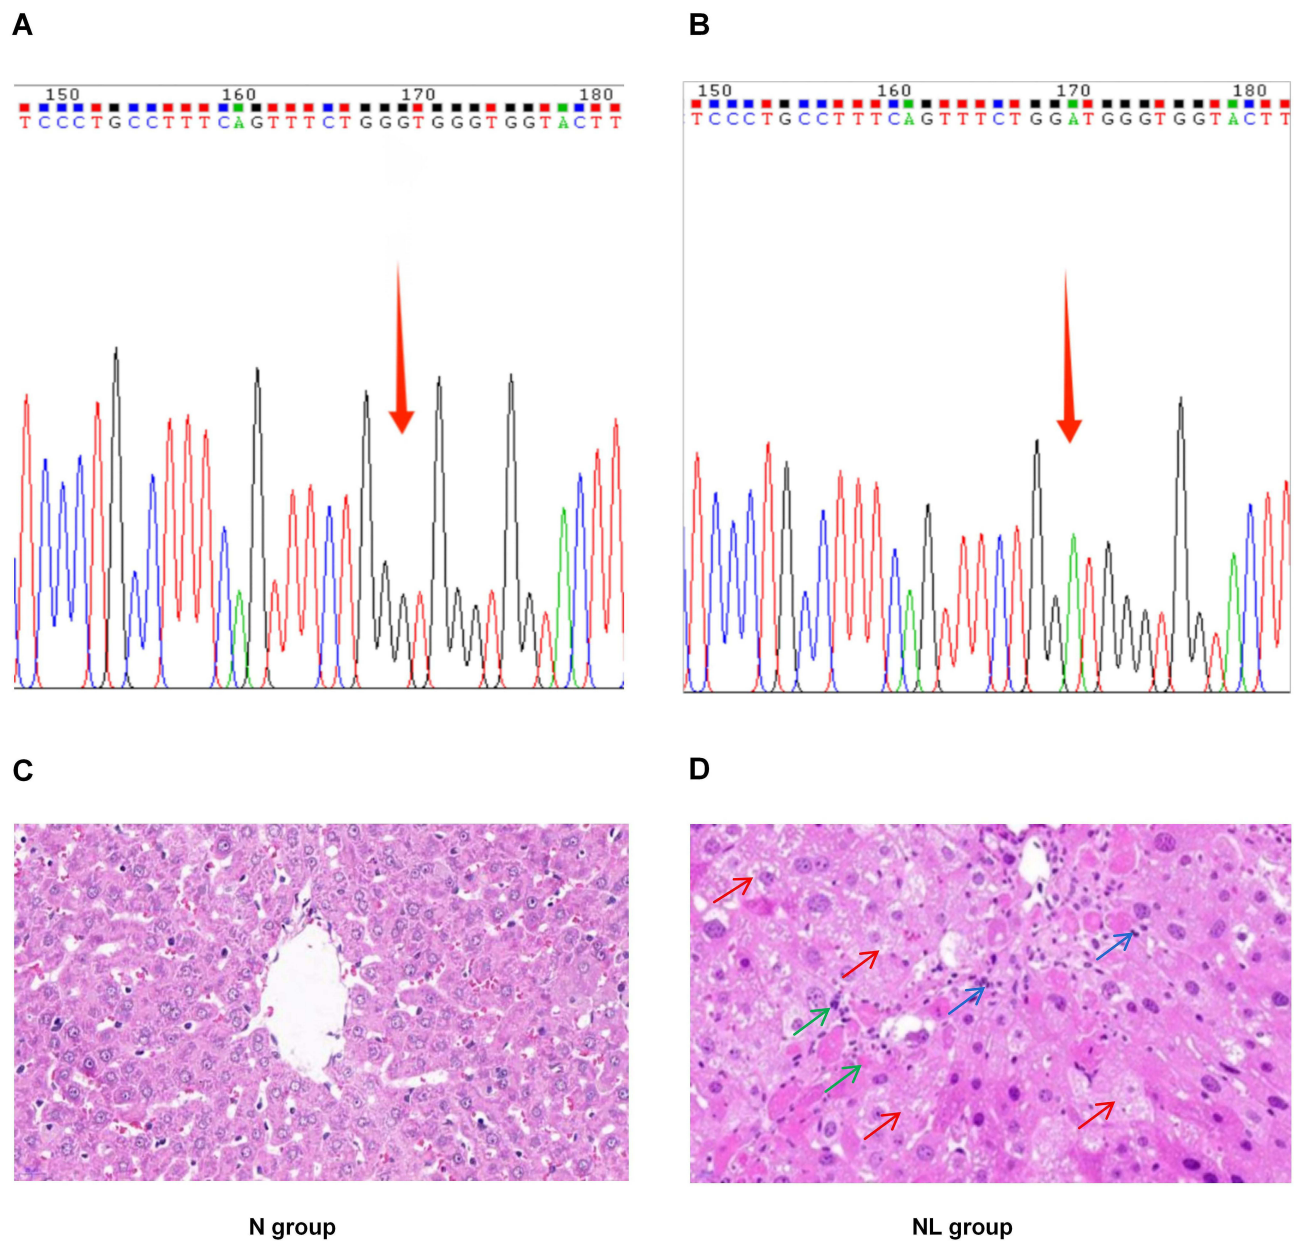 A
B
150 160 170 180
TCCCTGCCTTTCAGTTTCTGGGTGGGTGGTACTT
150 160 170 180
TCCCTGCCTTTCAGTTTCTGGATGGGTGGTACTT
C
D
N group
NL group